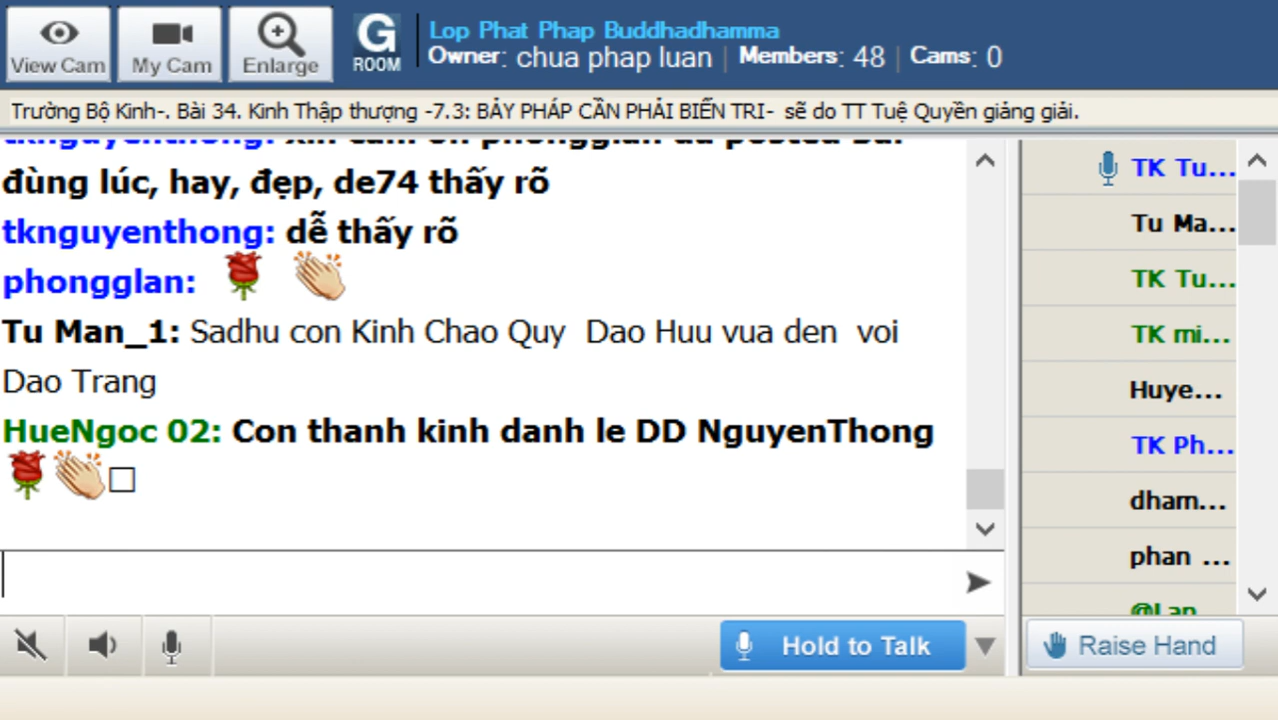 View Cam
My Cam
Enlarge
G
ROOM
Lop Phat Phap Buddhadhamma
Owner: chua phap luan | Members: 48 | Cams: 0
Trường Bộ Kinh-. Bài 34. Kinh Thập thượng -7.3: BẢY PHÁP CẦN PHẢI BIẾN TRI- sẽ do TT Tuệ Quyền giảng giải.
tknguyenthong:
đùng lúc, hay, đẹp, de74 thấy rõ
tknguyenthong: dễ thấy rõ
phongglan:
Tu Man_1: Sadhu con Kinh Chao Quy Dao Huu vua den voi
Dao Trang
HueNgoc 02: Con thanh kinh danh le DD NguyenThong
Hold to Talk
TK Tu...
Tu Ma...
TK Tu...
TK mi...
Huye...
TK Ph...
dham...
phan ...
@Lan
Raise Hand